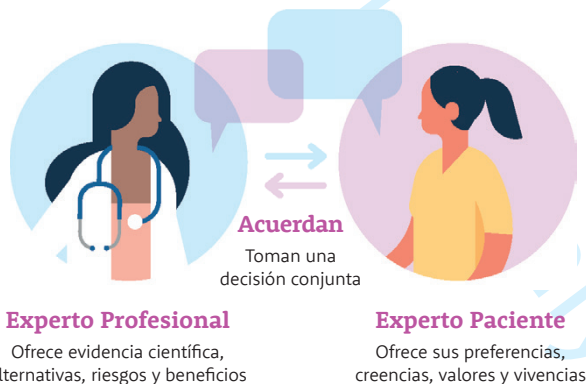 Acuerdan
Toman una
decisión conjunta
Experto Profesional
Ofrece evidencia científica,
alternativas, riesgos y beneficios
Experto Paciente
Ofrece sus preferencias,
creencias, valores y vivencias